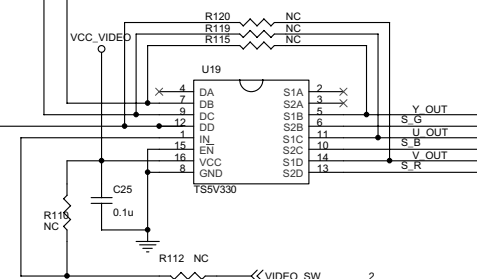 R120 NC
R119 NC
R115 NC
VCC_VIDEO
U19
4 DA S1A 2
7 DB S2A 3
9 DC S1B 5 Y_OUT
12 DD S2B 6 S_G
1 IN S1C 11 U_OUT
15 EN S2C 10 S_B
16 VCC S1D 14 V_OUT
8 GND S2D 13 S_R
TS5V330
C25
0.1u
R110
NC
R112 NC
VIDEO_SW 2